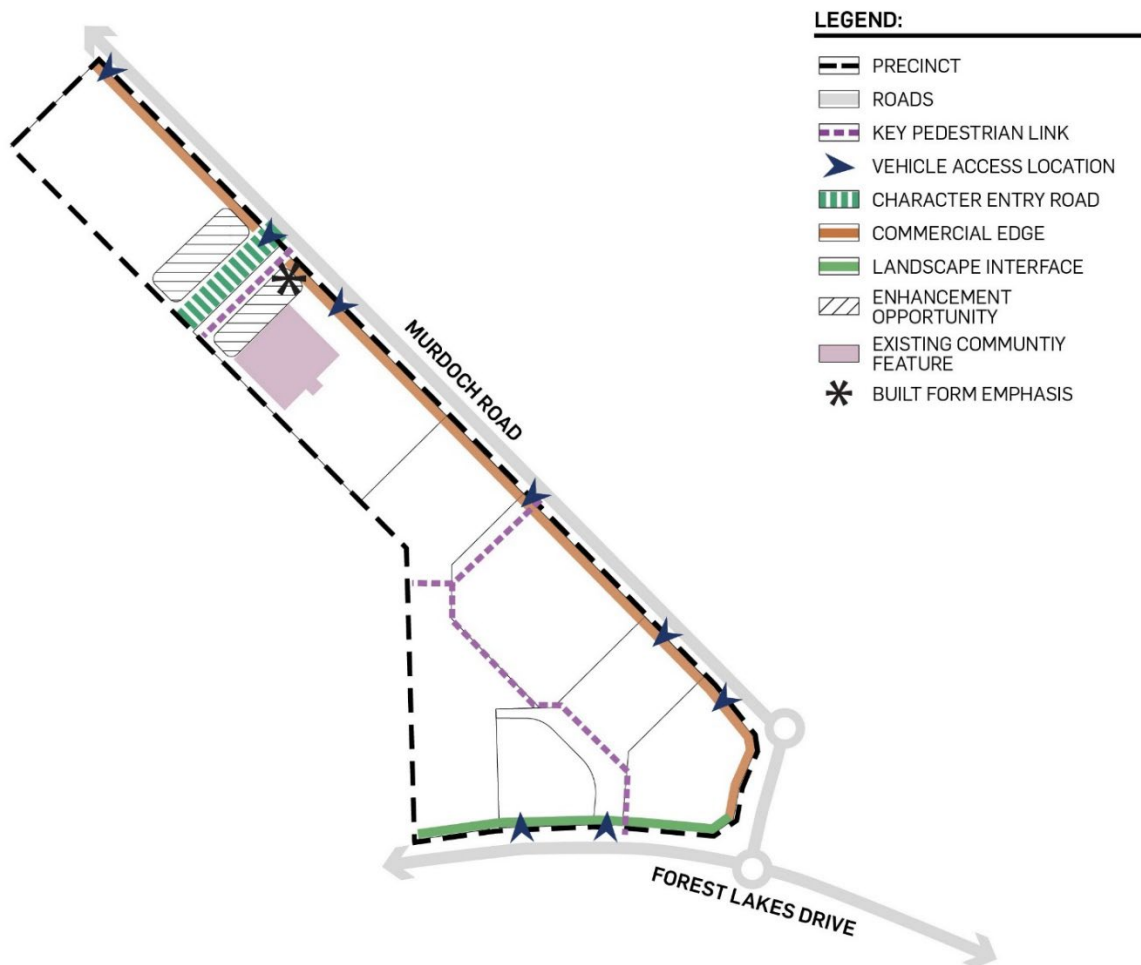 LEGEND:
PRECINCT
ROADS
KEY PEDESTRIAN LINK
VEHICLE ACCESS LOCATION
CHARACTER ENTRY ROAD
COMMERCIAL EDGE
LANDSCAPE INTERFACE
ENHANCEMENT
OPPORTUNITY
EXISTING COMMUNTIY
FEATURE
BUILT FORM EMPHASIS
MURDOCH ROAD
FOREST LAKES DRIVE